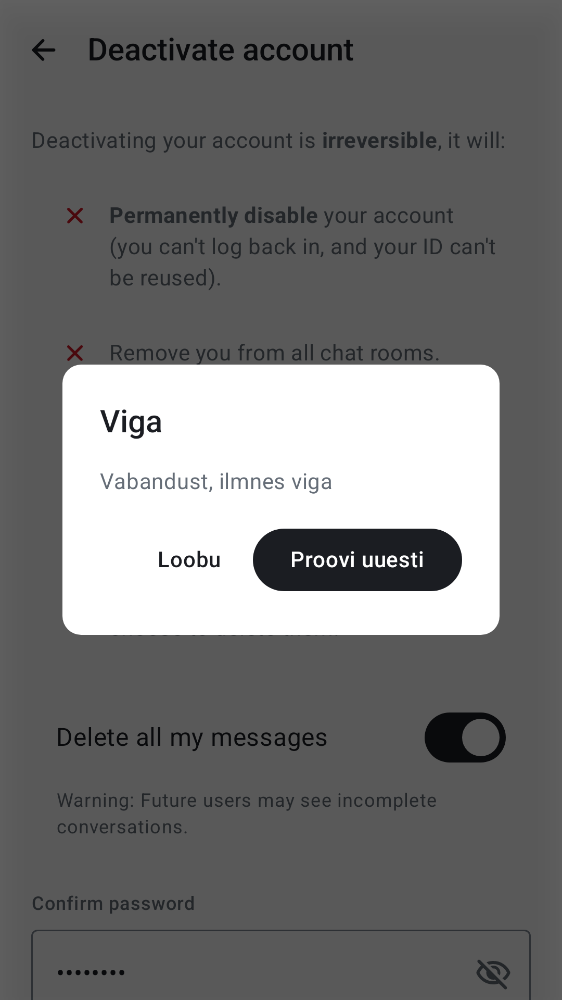 Deactivate account
Deactivating your account is irreversible, it will:
Permanently disable your account
(you can't log back in, and your ID can't
be reused).
Remove you from all chat rooms.
Viga
Vabandust, ilmnes viga
Loobu
Proovi uuesti
Delete all my messages
Warning: Future users may see incomplete
conversations.
Confirm password